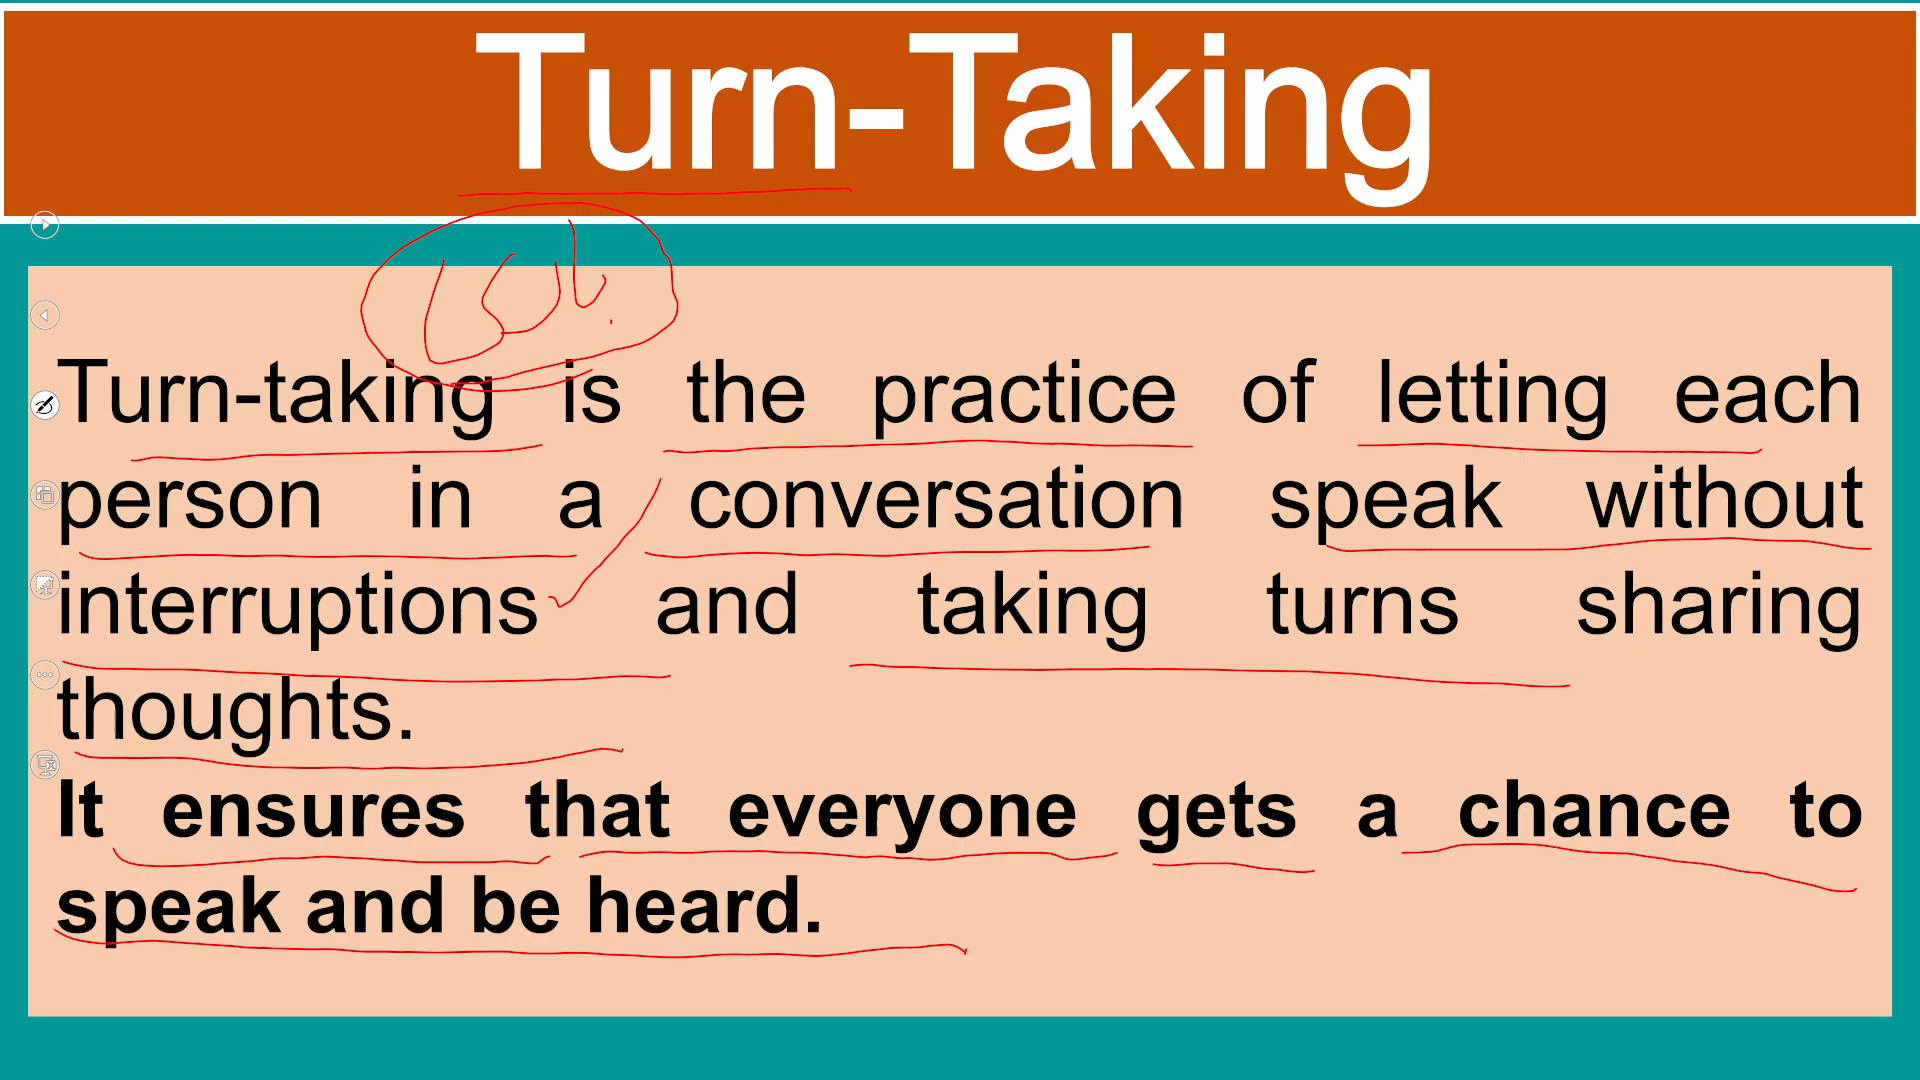 Turn-Taking
Turn-taking is the practice of letting each
person in a conversation speak without
interruptions and taking turns sharing
thoughts.
It ensures that everyone gets a chance to
speak and be heard.